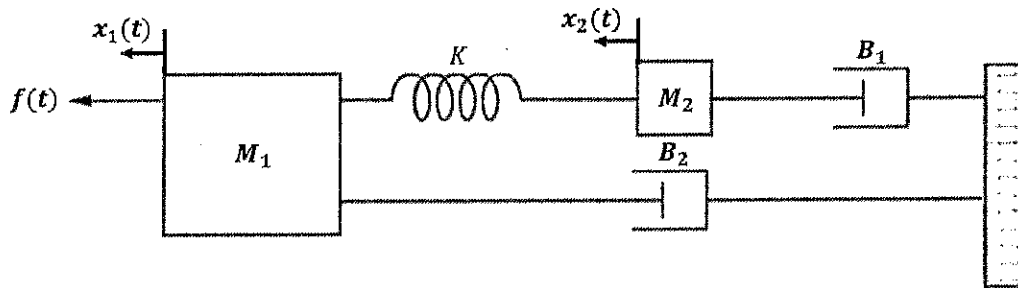 x₁(t)
x₂(t)
K
B₁
f(t)
M₂
M₁
B₂